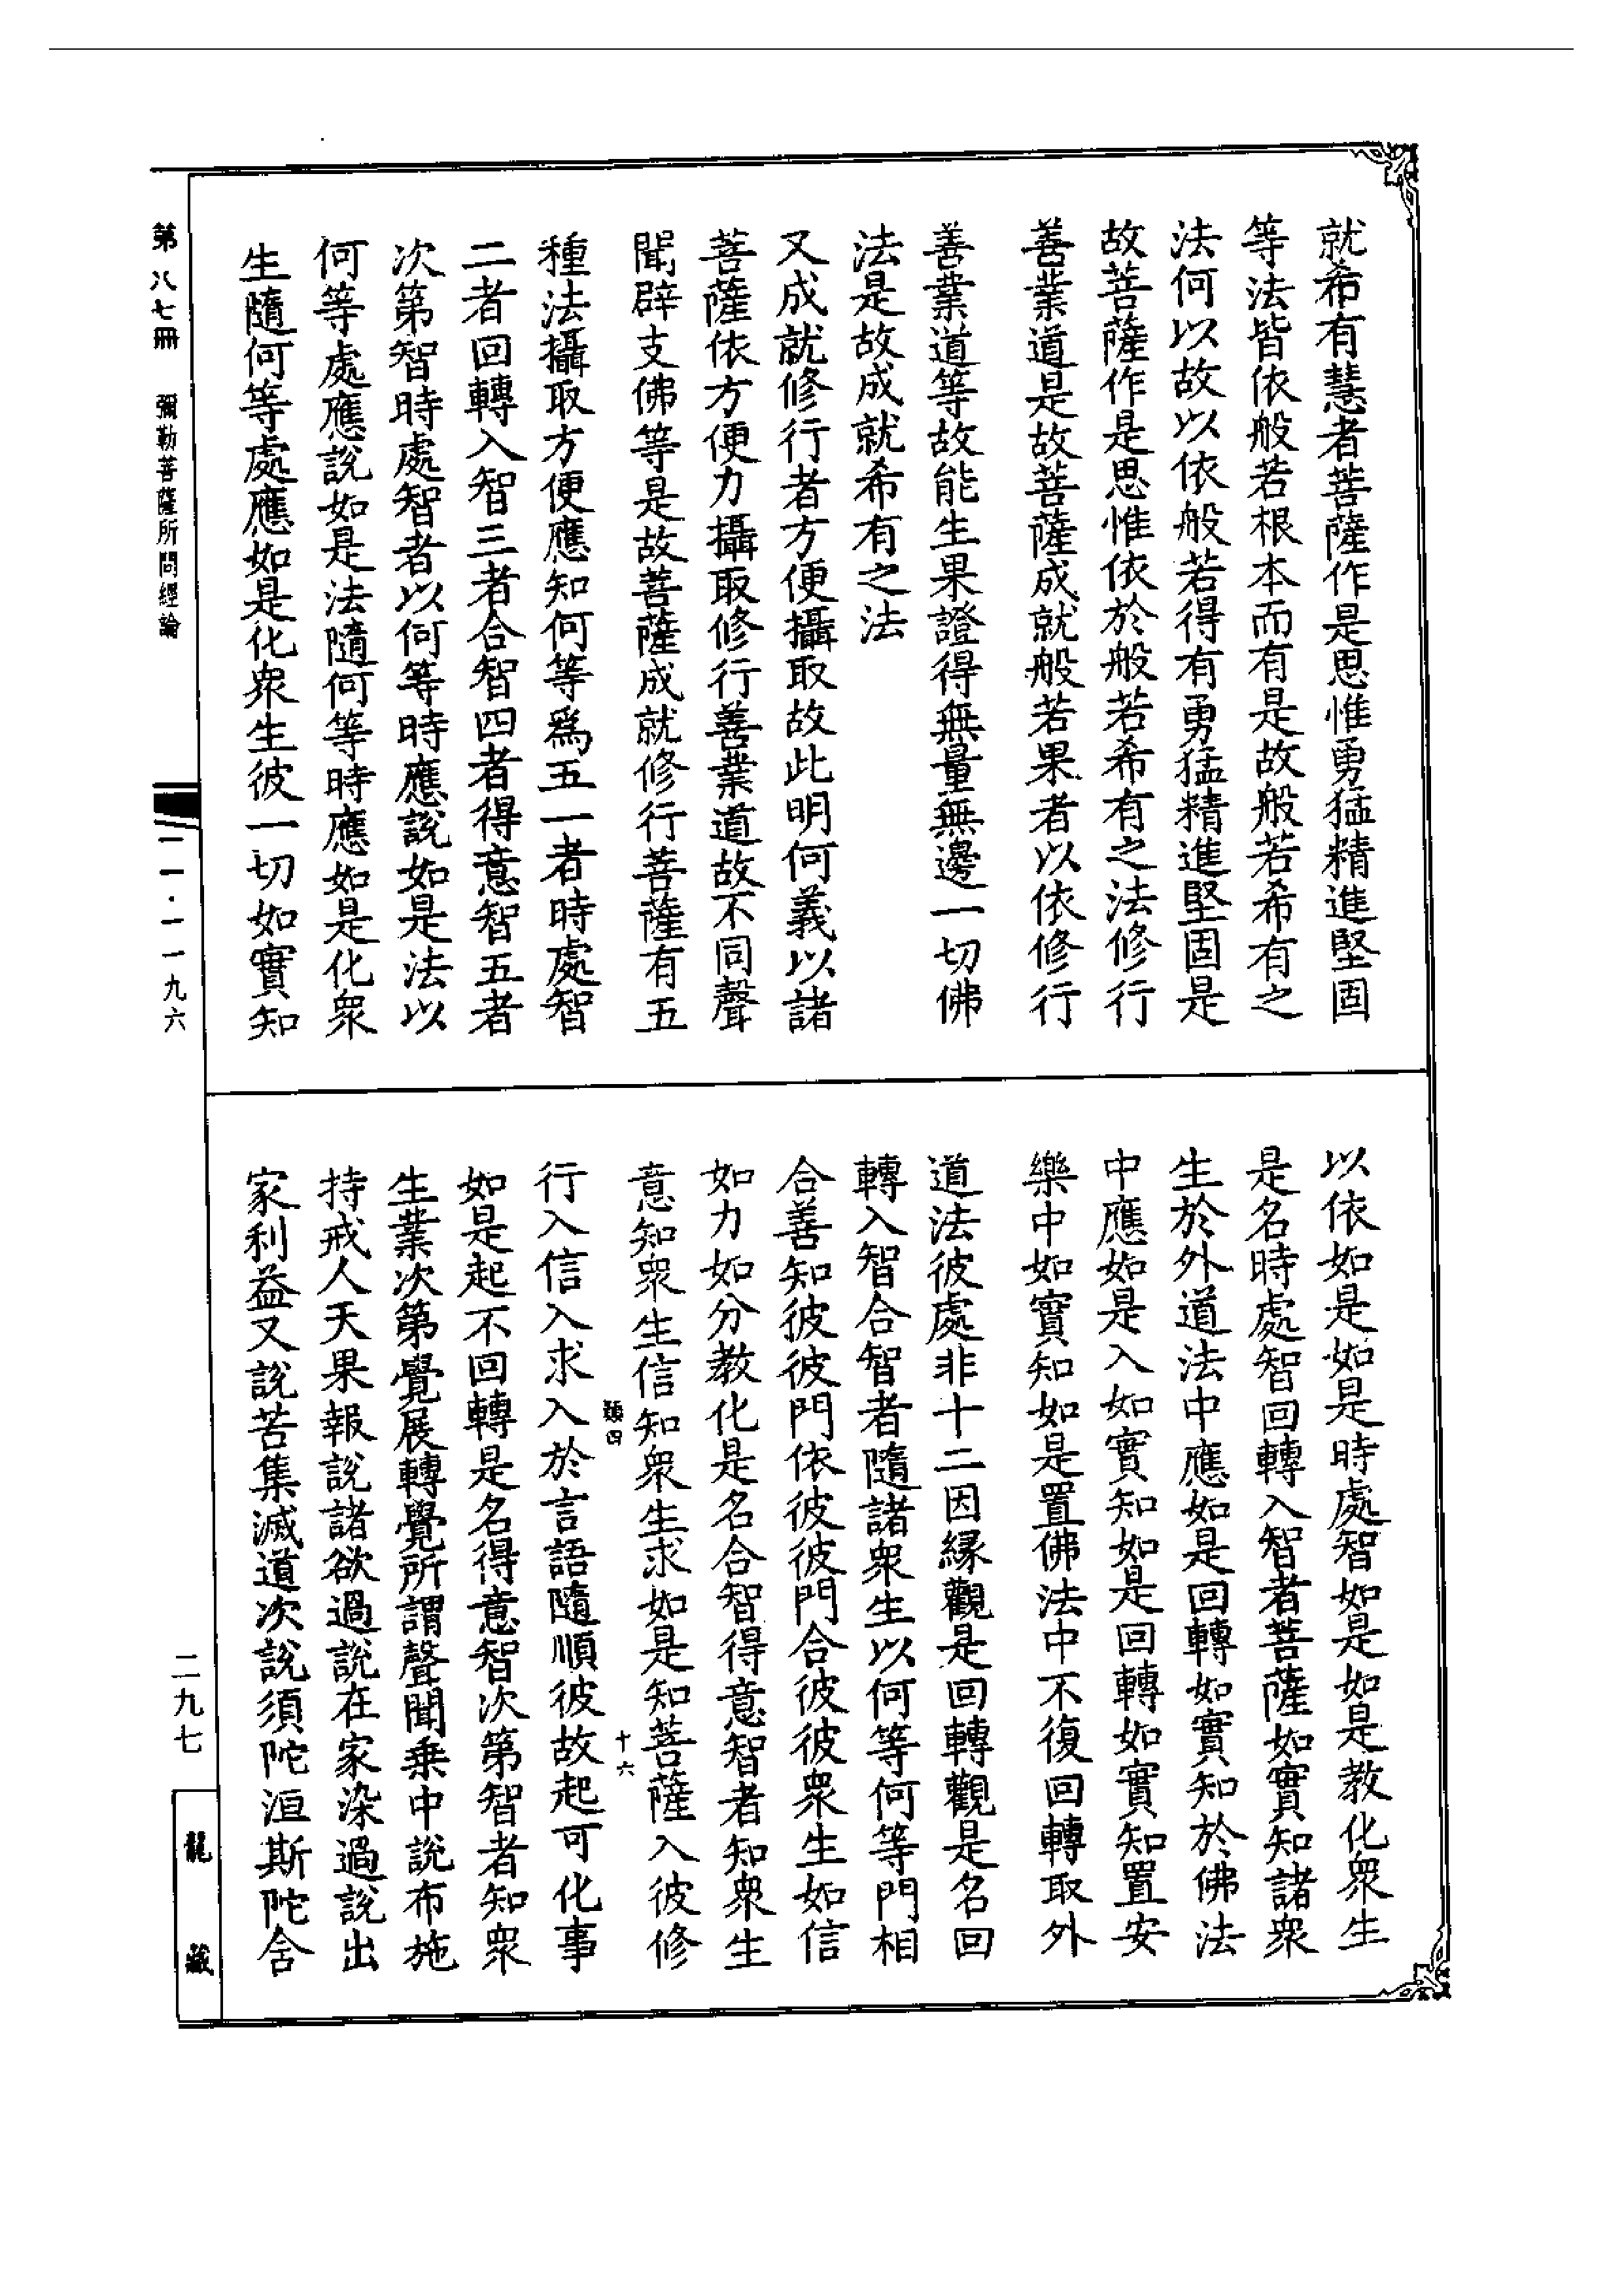 就希有慧者菩薩作是思惟勇猛精進堅固
等法皆依般若根本而有是故般若希有之
法何以故以依般若得有勇猛精進堅固是
故菩薩作是思惟依於般若希有之法修行
善業道是故菩薩成就般若果者以依修行
善業道等故能生果證得無量無邊一切佛
法是故成就希有之法
又成就修行者方便攝取故此明何義以諸
菩薩依方便力攝取修行善業道故不同聲
聞辟支佛等是故菩薩成就修行菩薩有五
種法攝取方便應知何等爲五一者時處智
二者回轉入智三者合智四者得意智五者
次第智時處智者以何等時應說如是法以
何等處應說如是法隨何等時應如是化衆
生隨何等處應如是化衆生彼一切如實知
以依如是如是時處智如是如是教化衆生
是名時處智回轉入智者菩薩如實知諸衆
生於外道法中應如是回轉如實知於佛法
中應如是入如實知如是回轉如實知置安
樂中如實知如是置佛法中不復回轉取外
道法彼處非十二因緣觀是回轉觀是名回
轉入智合智者隨諸衆生以何等何等門相
合善知彼彼門依彼彼門合彼彼衆生如信
如力如分教化是名合智得意智者知衆生
意知衆生信知衆生求如是知菩薩入彼修
行入信入求入於言語隨順彼故起可化事
如是起不回轉是名得意智次第智者知衆
生業次第覺展轉覺所謂聲聞乘中說布施
持戒人天果報說諸欲過說在家染過說出
家利益又說苦集滅道次說須陀洹斯陀含
十六
第八七冊　彌勒菩薩所問經論
一一·一一九六
二九七
龍藏